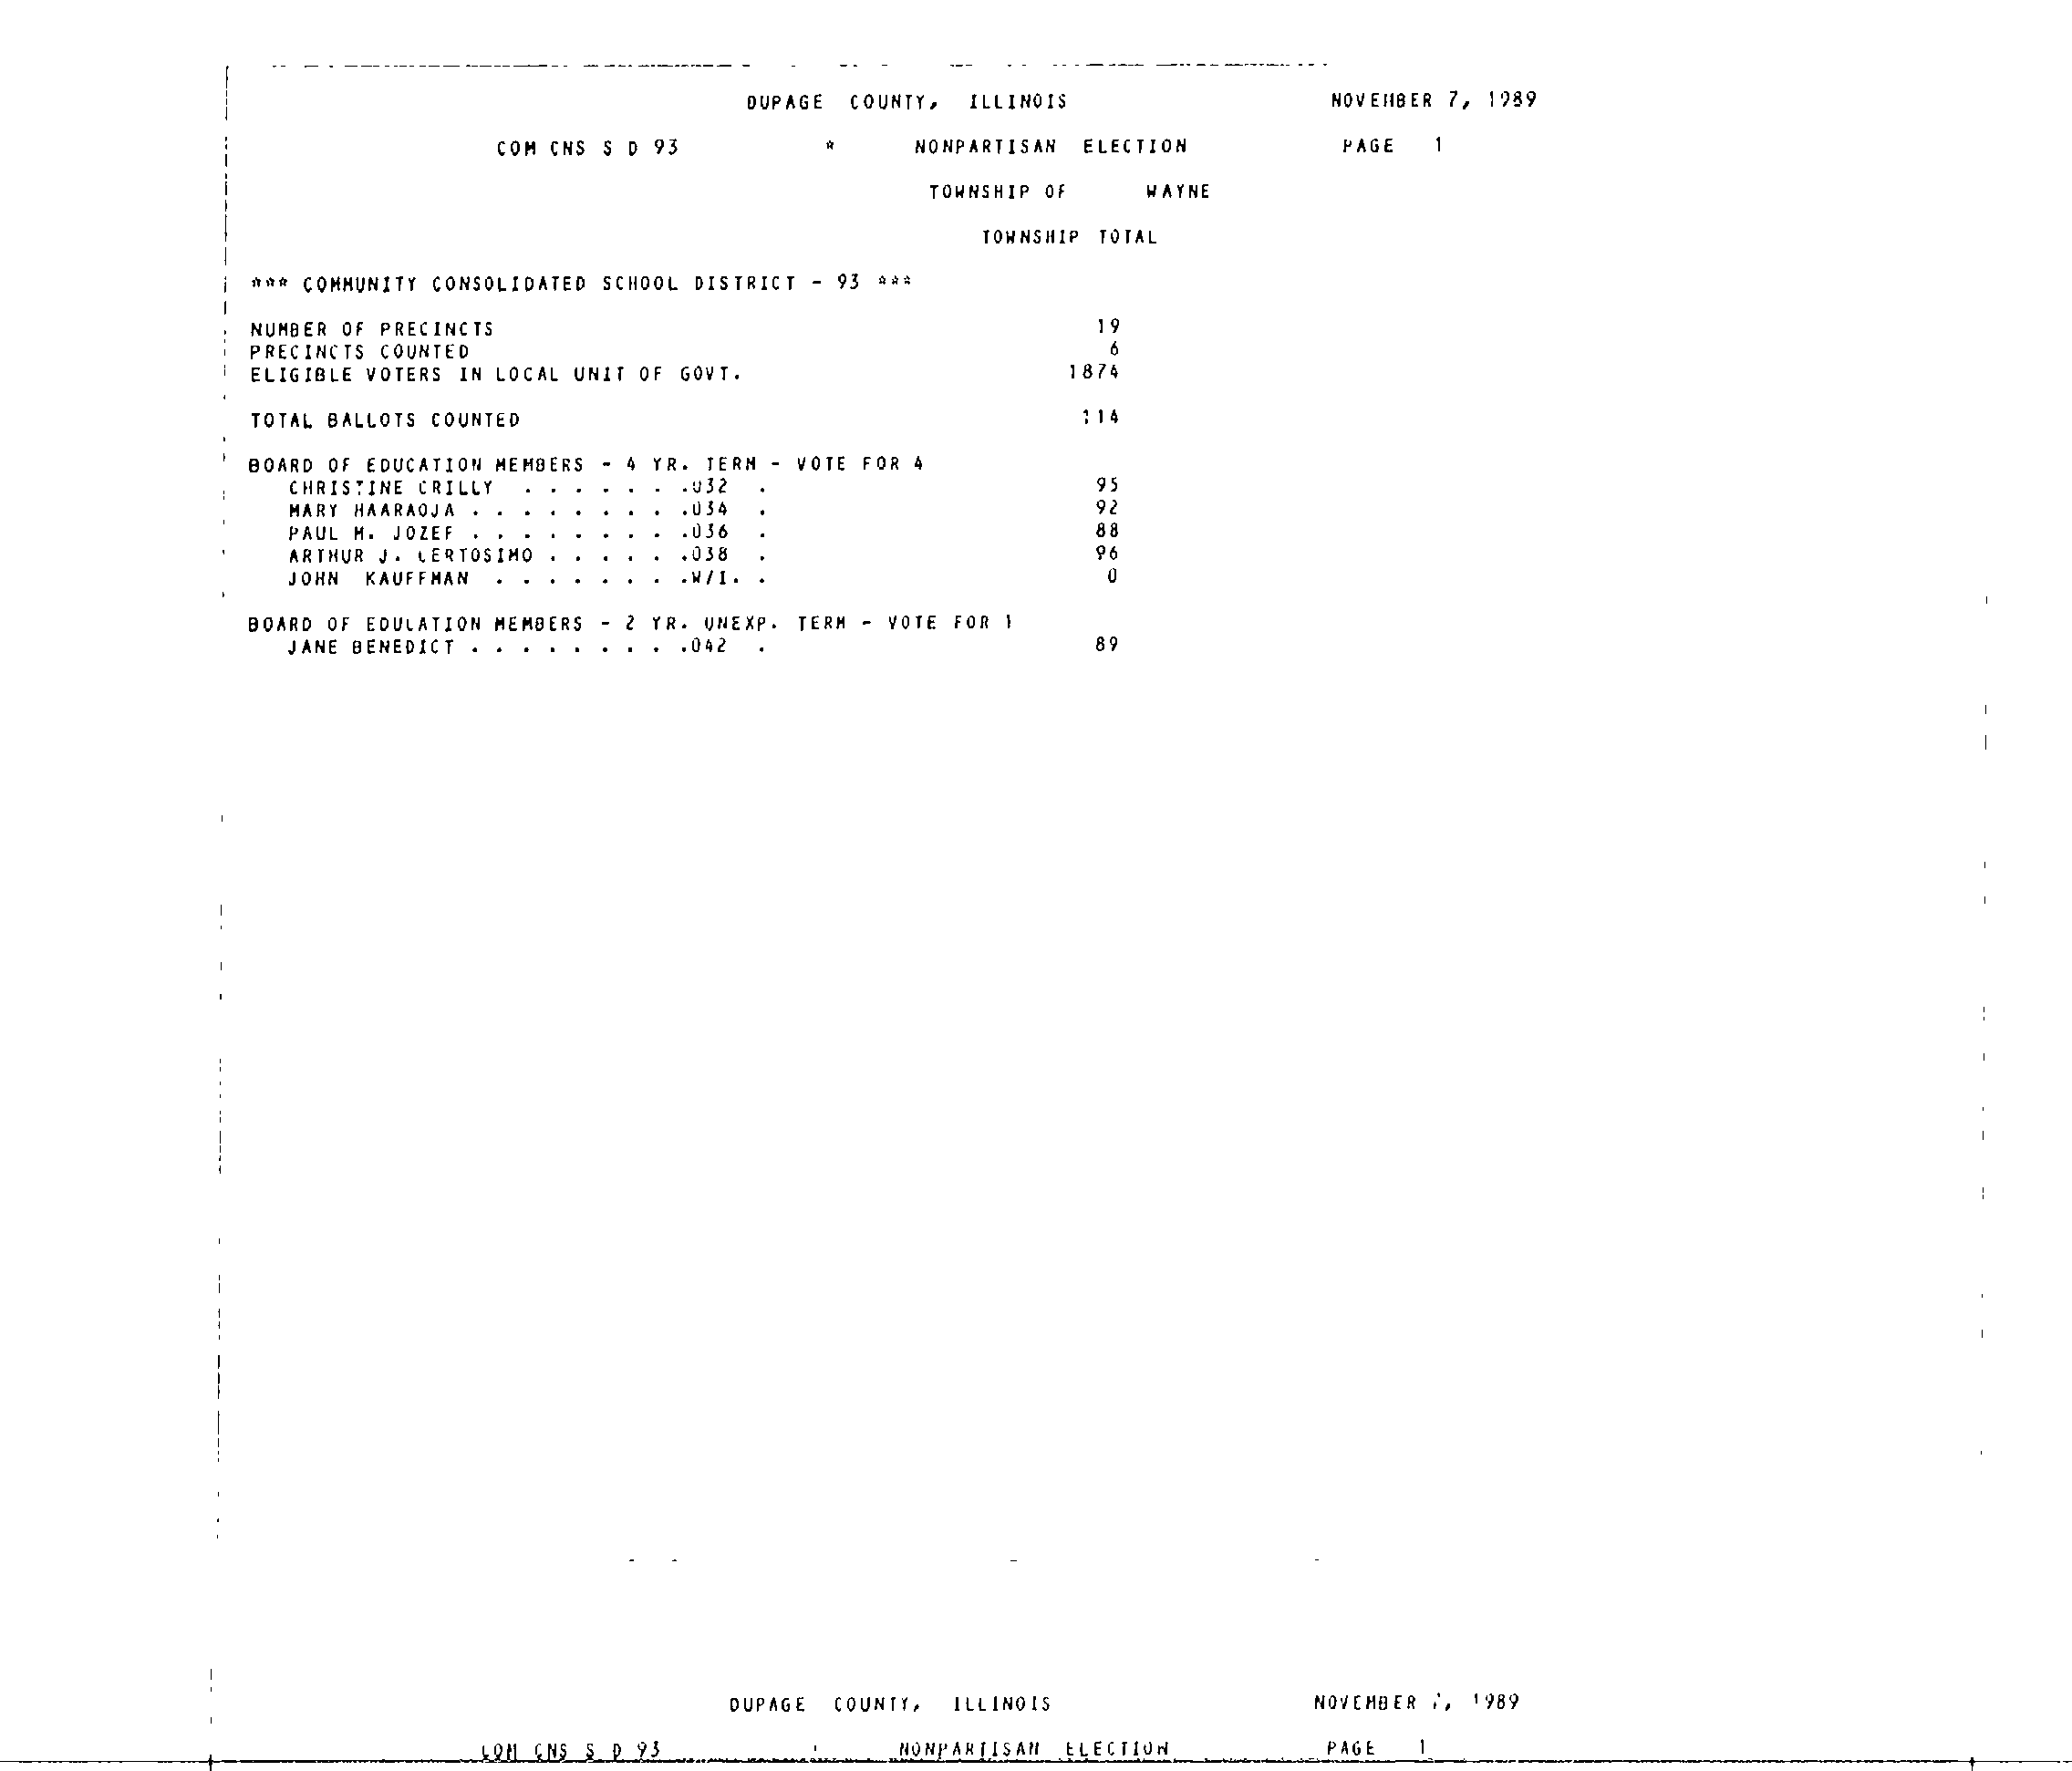 DUPAGE COUNTY, ILLINOIS NOVEMBER 7, 1989
COM CNS S D 93 * NONPARTISAN ELECTION PAGE 1
TOWNSHIP OF WAYNE
TOWNSHIP TOTAL
*** COMMUNITY CONSOLIDATED SCHOOL DISTRICT - 93 ***
NUMBER OF PRECINCTS 19
PRECINCTS COUNTED 6
ELIGIBLE VOTERS IN LOCAL UNIT OF GOVT. 1874
TOTAL BALLOTS COUNTED 114
BOARD OF EDUCATION MEMBERS - 4 YR. TERM - VOTE FOR 4
CHRISTINE CRILLY . . . . . . .032 . 95
MARY HAARAOJA . . . . . . . . .034 . 92
PAUL M. JOZEF . . . . . . . . .036 . 88
ARTHUR J. CERTOSIMO . . . . . .038 . 96
JOHN KAUFFMAN . . . . . . . .W/I. . 0
BOARD OF EDUCATION MEMBERS - 2 YR. UNEXP. TERM - VOTE FOR 1
JANE BENEDICT . . . . . . . . .042 . 89
DUPAGE COUNTY, ILLINOIS NOVEMBER 7, 1989
COM CNS S D 93 NONPARTISAN ELECTION PAGE 1